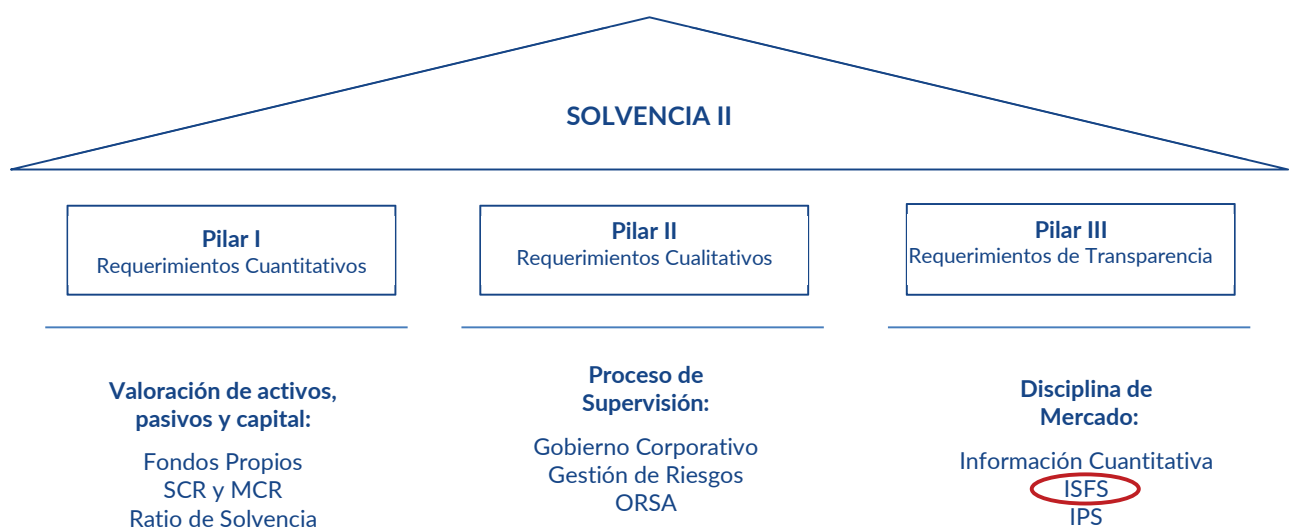 SOLVENCIA II
Pilar I
Requerimientos Cuantitativos
Pilar II
Requerimientos Cualitativos
Pilar III
Requerimientos de Transparencia
Valoración de activos,
pasivos y capital:
Fondos Propios
SCR y MCR
Ratio de Solvencia
Proceso de
Supervisión:
Gobierno Corporativo
Gestión de Riesgos
ORSA
Disciplina de
Mercado:
Información Cuantitativa
ISFS
IPS